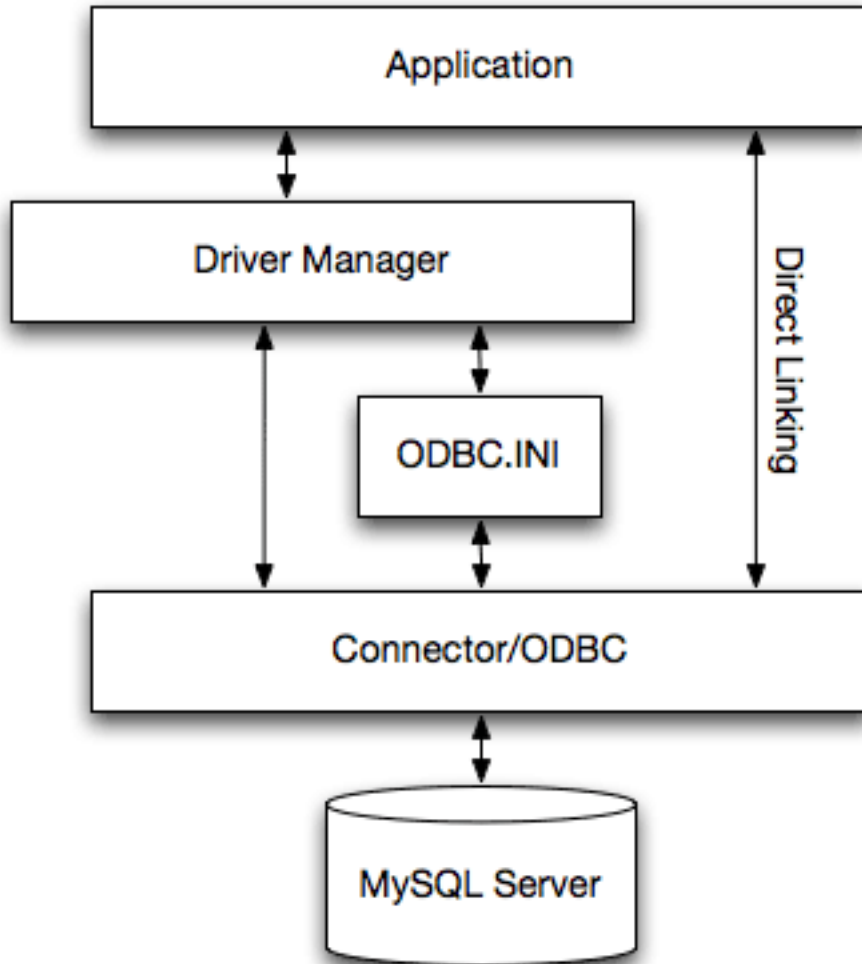 Application
Driver Manager
Direct Linking
ODBC.INI
Connector/ODBC
MySQL Server